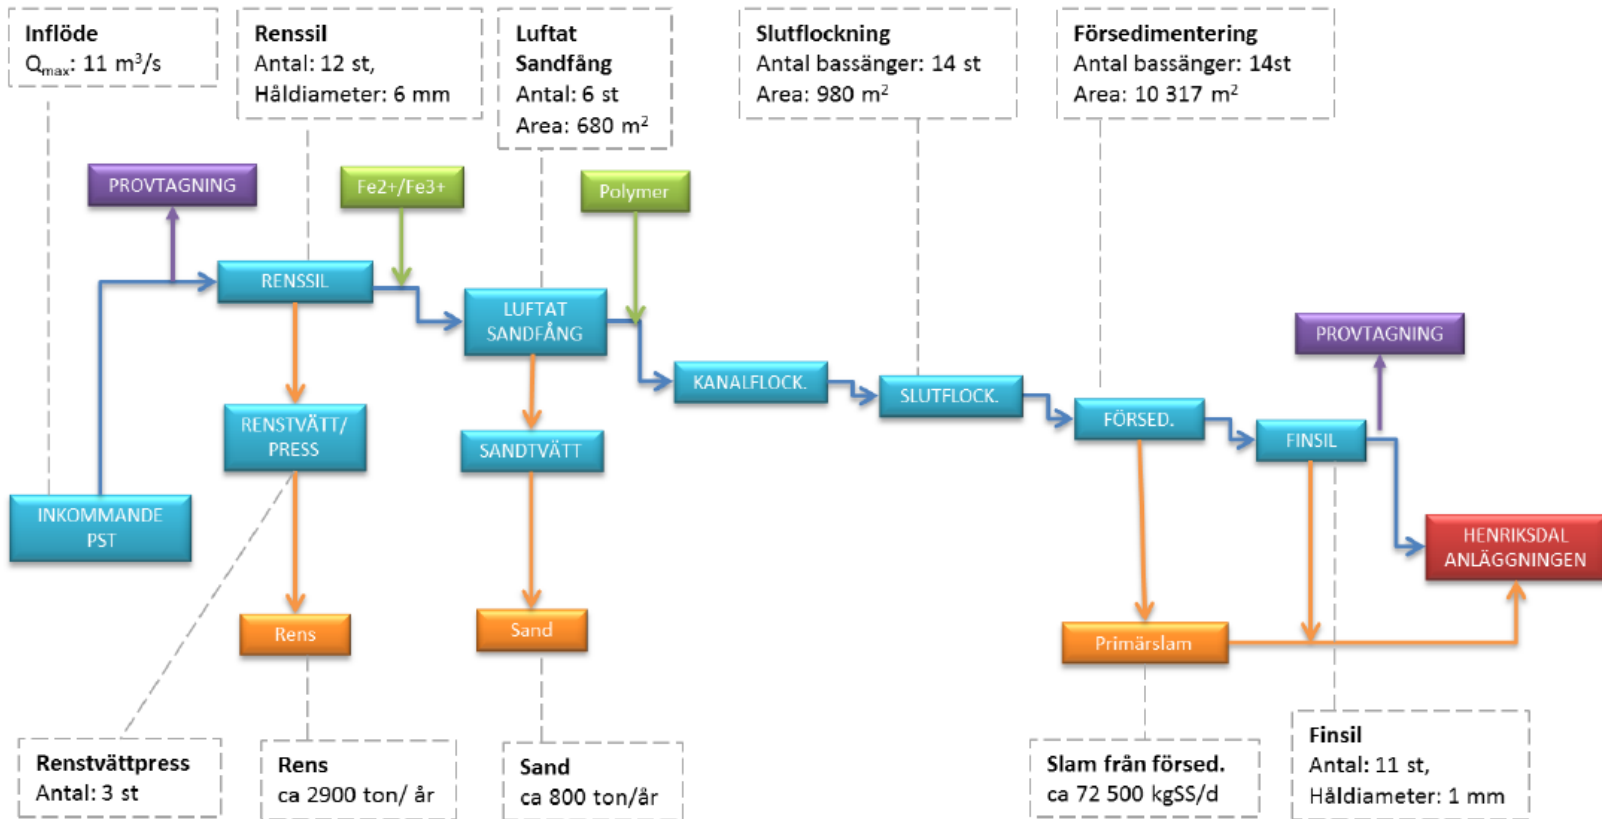 Inflöde
Qmax: 11 m³/s
Renssil
Antal: 12 st,
Håldiameter: 6 mm
Luftat
Sandfång
Antal: 6 st
Area: 680 m²
Slutflockning
Antal bassänger: 14 st
Area: 980 m²
Försedimentering
Antal bassänger: 14st
Area: 10 317 m²
PROVTAGNING
Fe2+/Fe3+
Polymer
RENSSIL
LUFTAT
SANDFÅNG
PROVTAGNING
KANALFLOCK.
SLUTFLOCK.
FÖRSED.
FINSIL
RENSTVÄTT/
PRESS
SANDTVÄTT
INKOMMANDE
PST
HENRIKSDAL
ANLÄGGNINGEN
Rens
Sand
Primärslam
Renstvättpress
Antal: 3 st
Rens
ca 2900 ton/ år
Sand
ca 800 ton/år
Slam från försed.
ca 72 500 kgSS/d
Finsil
Antal: 11 st,
Håldiameter: 1 mm